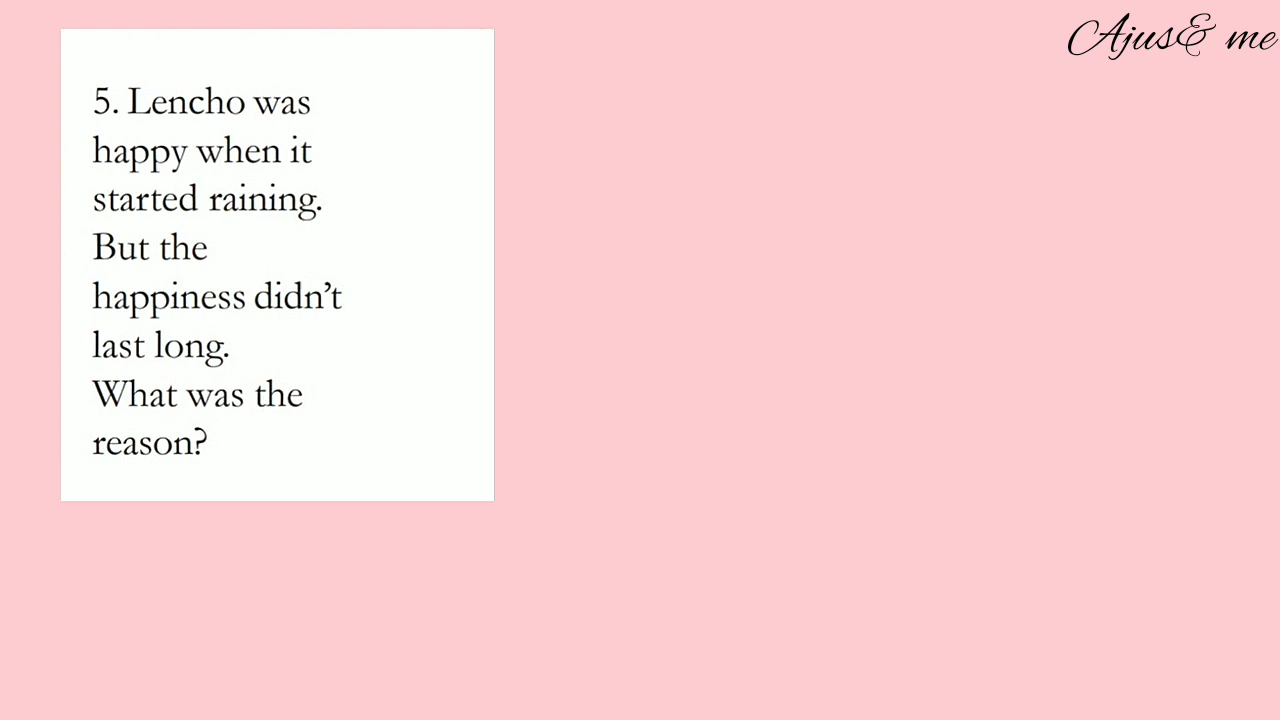 Ajus& me
5. Lencho was
happy when it
started raining.
But the
happiness didn’t
last long.
What was the
reason?